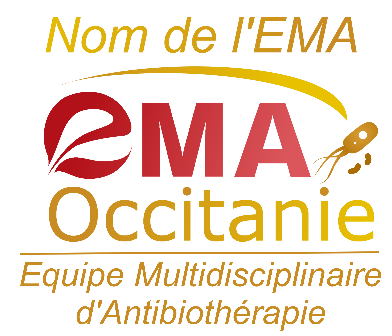 Nom de l'EMA
eMA
Occitanie
Equipe Multidisciplinaire
d'Antibiothérapie